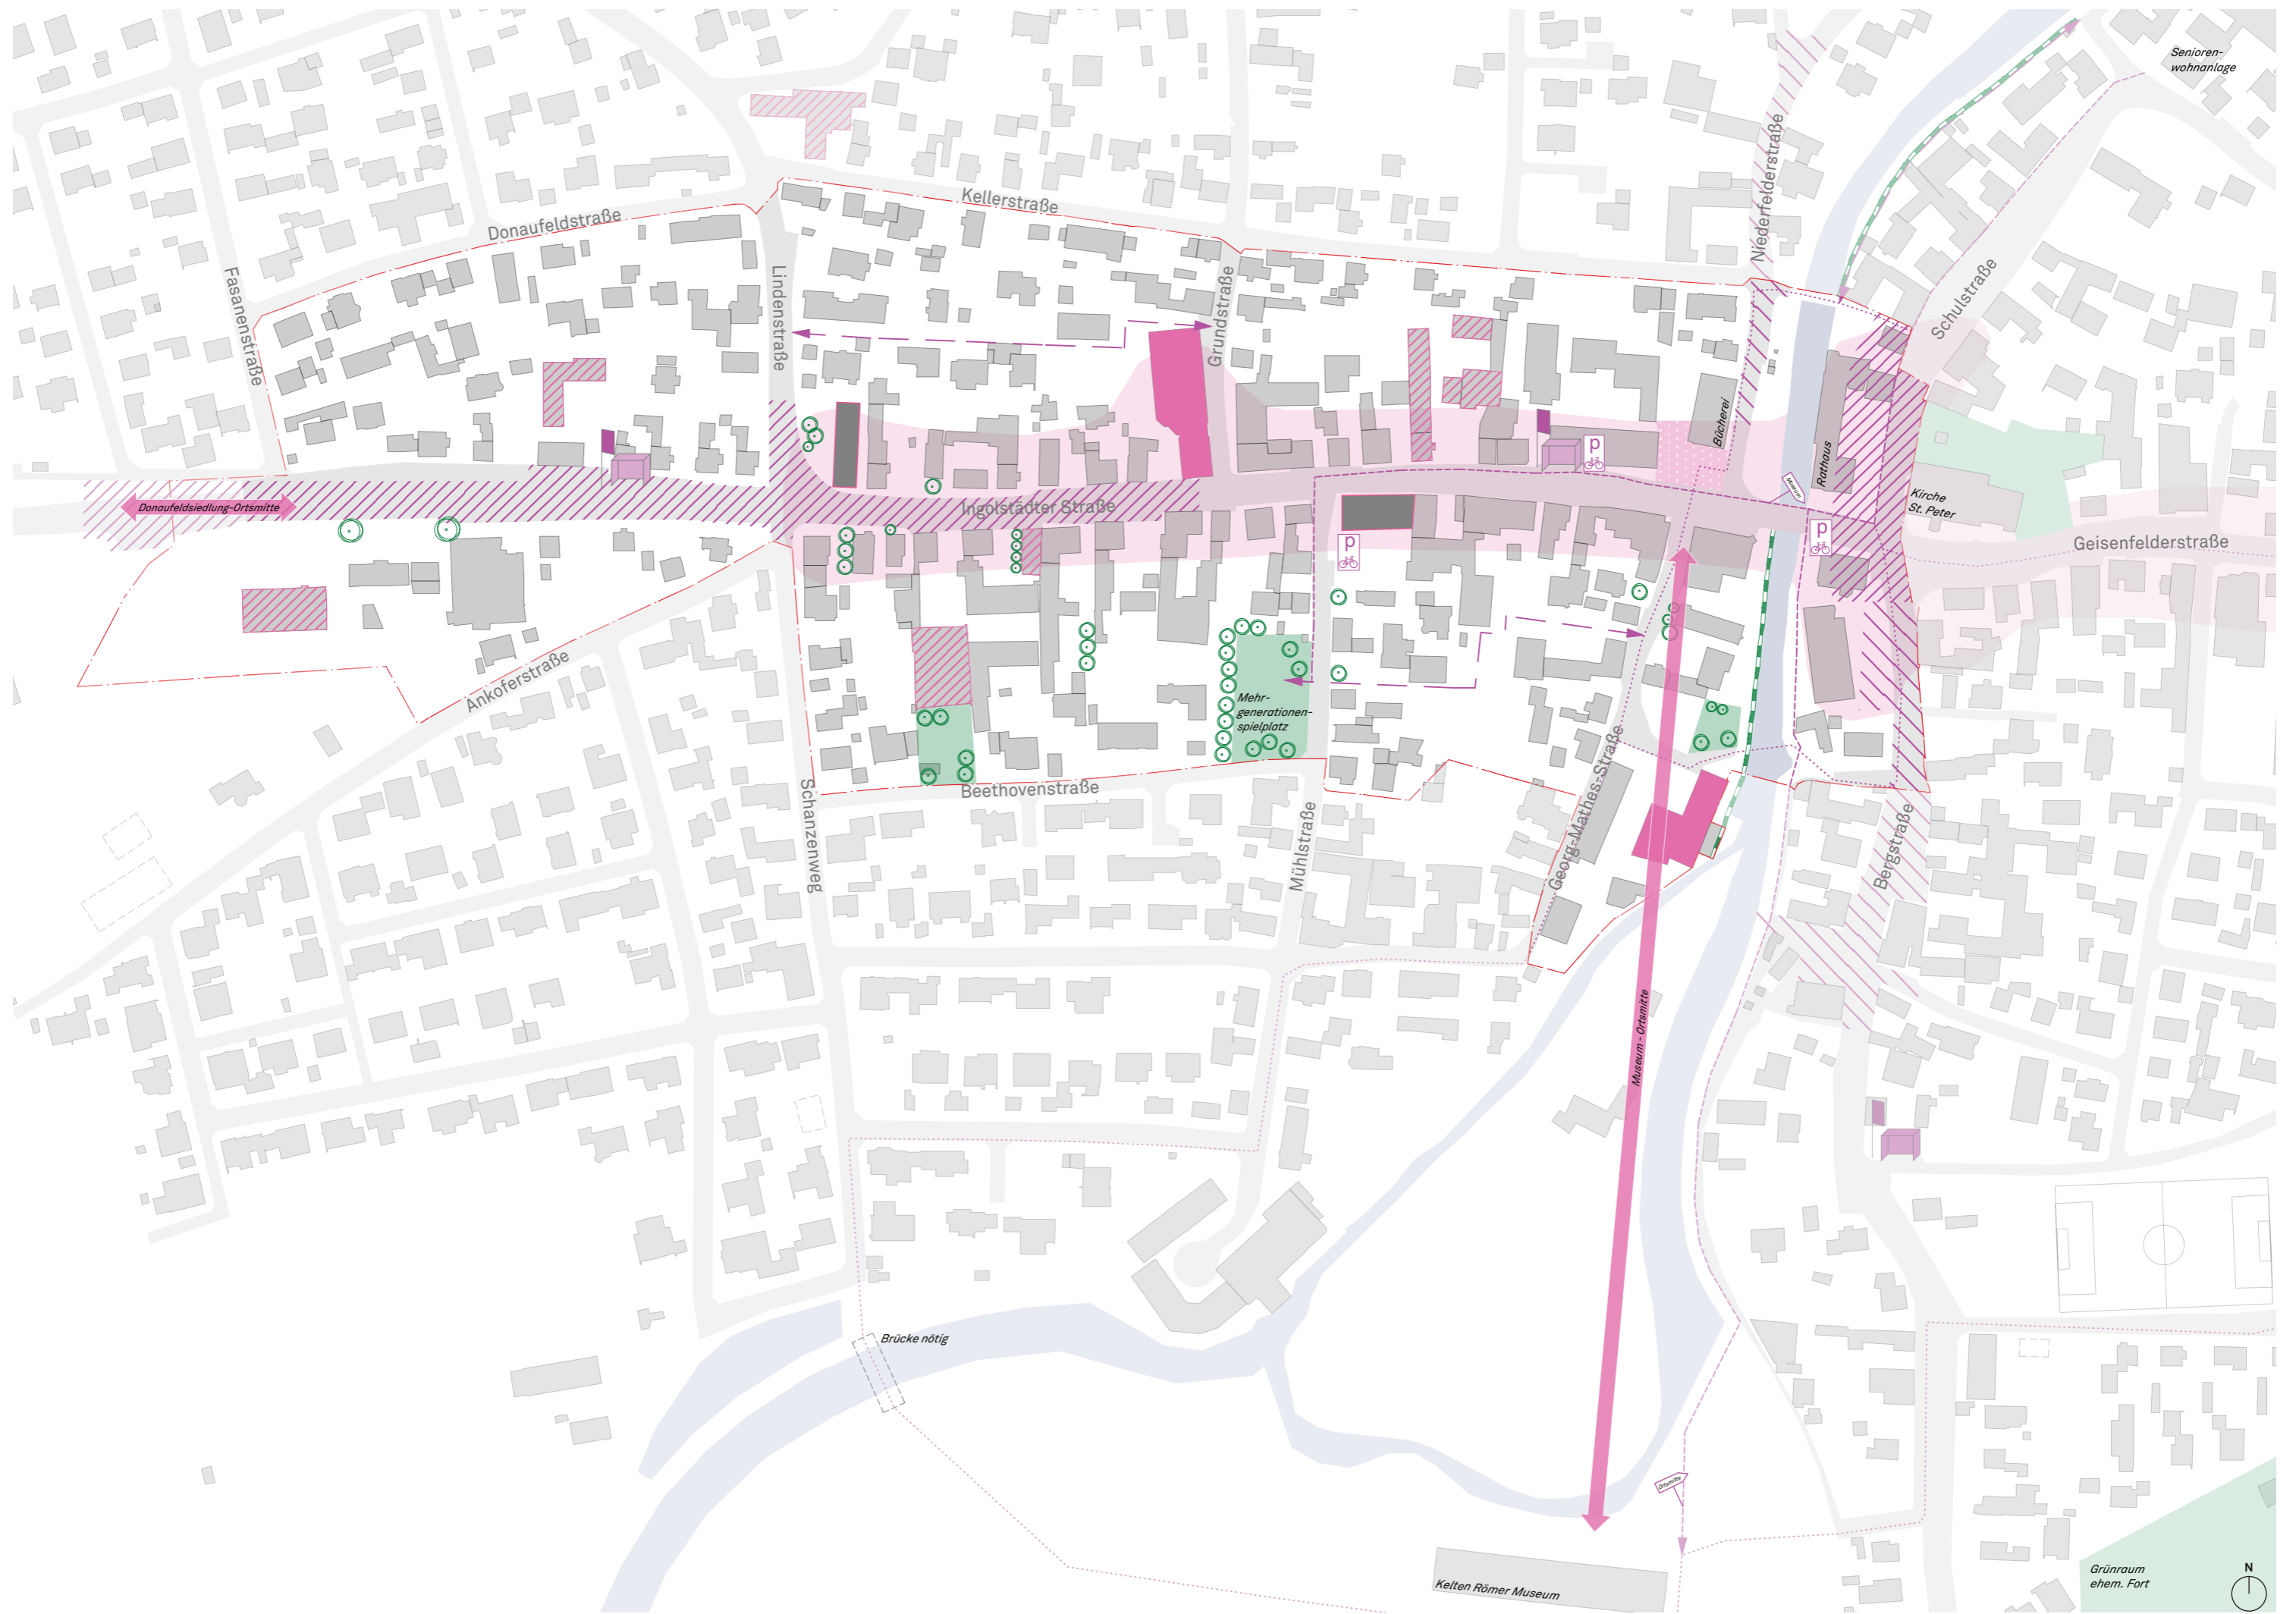 Senioren-
wohnanlage
Niederfelderstraße
Kellerstraße
Donaufeldstraße
Fasanenstraße
Lindenstraße
Grundstraße
Schulstraße
Bücherei
Rathaus
Museum
P
P
P
Kirche
St. Peter
Donaufeldsiedlung-Ortsmitte
Ingolstädter Straße
Geisenfelderstraße
Ankoferstraße
Mehr-
generationen-
spielplatz
Schanzenweg
Beethovenstraße
Mühlstraße
Georg-Mathes-Straße
Bergstraße
Museum - Ortsmitte
Brücke nötig
Ortsmitte
Kelten Römer Museum
Grünraum
ehem. Fort
N